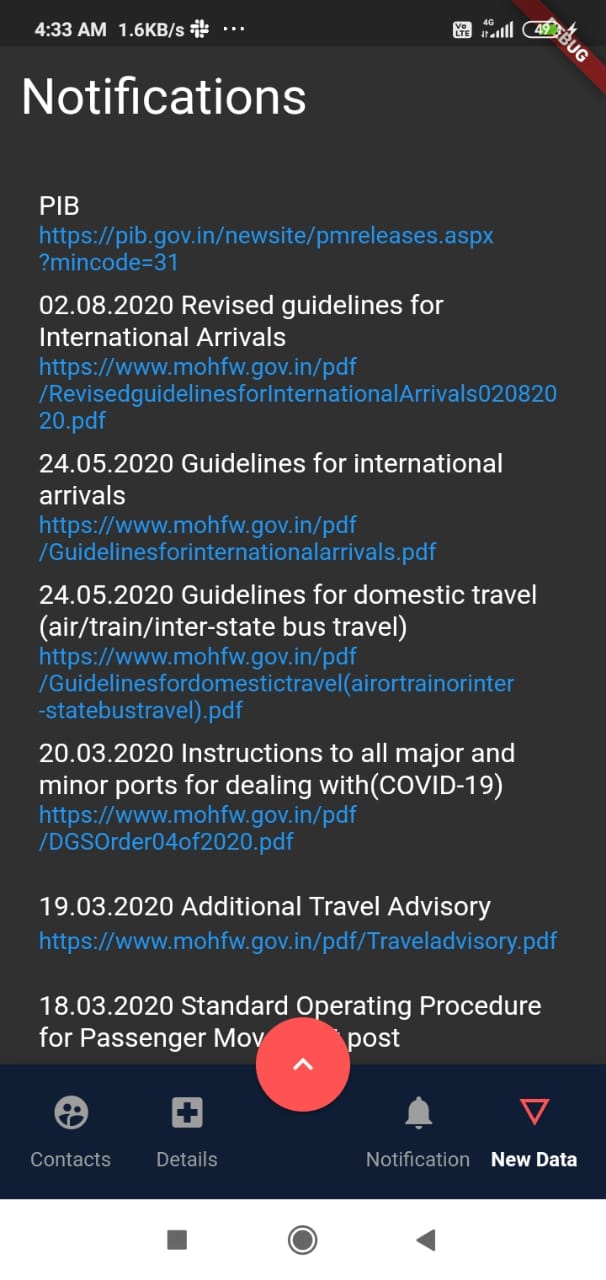 4:33 AM 1.6KB/s ...
Vo LTE 4G 49
DEBUG
Notifications
PIB
https://pib.gov.in/newsite/pmreleases.aspx
?mincode=31
02.08.2020 Revised guidelines for
International Arrivals
https://www.mohfw.gov.in/pdf
/RevisedguidelinesforInternationalArrivals020820
20.pdf
24.05.2020 Guidelines for international
arrivals
https://www.mohfw.gov.in/pdf
/Guidelinesforinternationalarrivals.pdf
24.05.2020 Guidelines for domestic travel
(air/train/inter-state bus travel)
https://www.mohfw.gov.in/pdf
/Guidelinesfordomestictravel(airortrainorinter
-statebustravel).pdf
20.03.2020 Instructions to all major and
minor ports for dealing with(COVID-19)
https://www.mohfw.gov.in/pdf
/DGSOrder04of2020.pdf
19.03.2020 Additional Travel Advisory
https://www.mohfw.gov.in/pdf/Traveladvisory.pdf
18.03.2020 Standard Operating Procedure
for Passenger post
Contacts Details Notification New Data